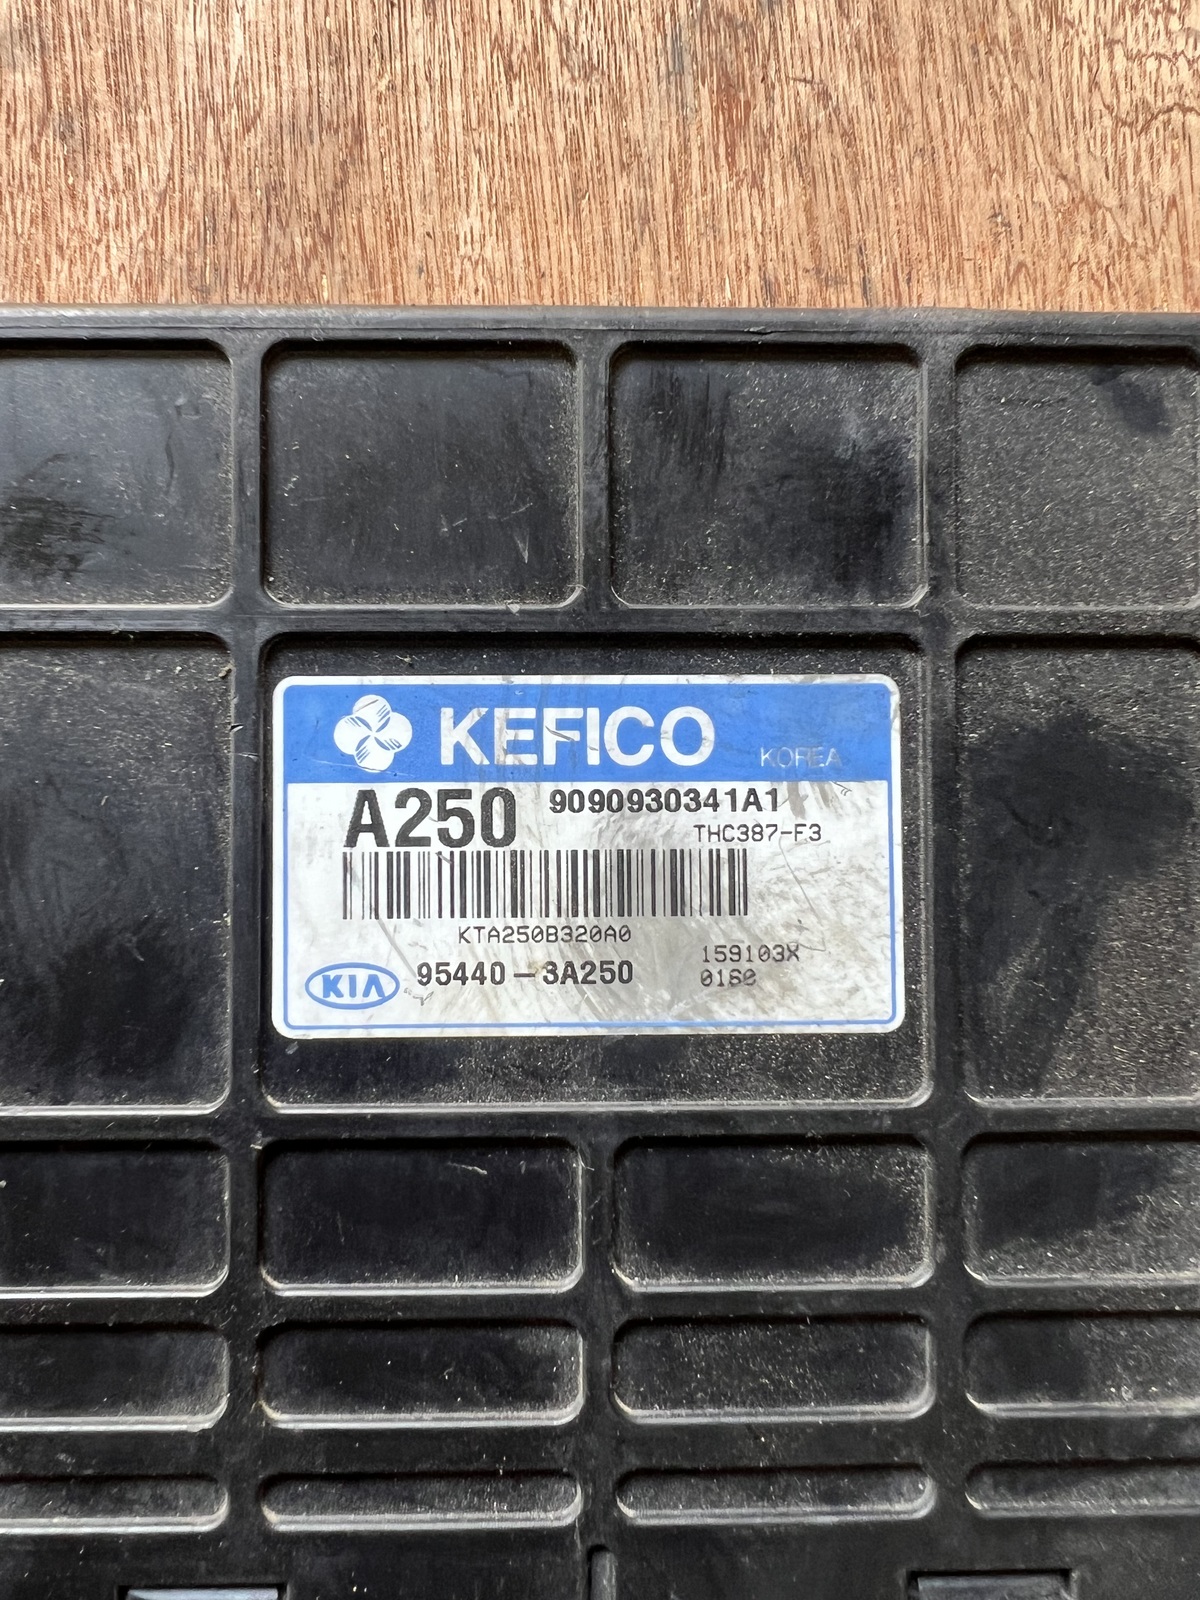 KEFICO KOREA
A250 9090930341A1
THC387-F3
KTA250B320A0
159103X
KIA 95440-3A250
0160